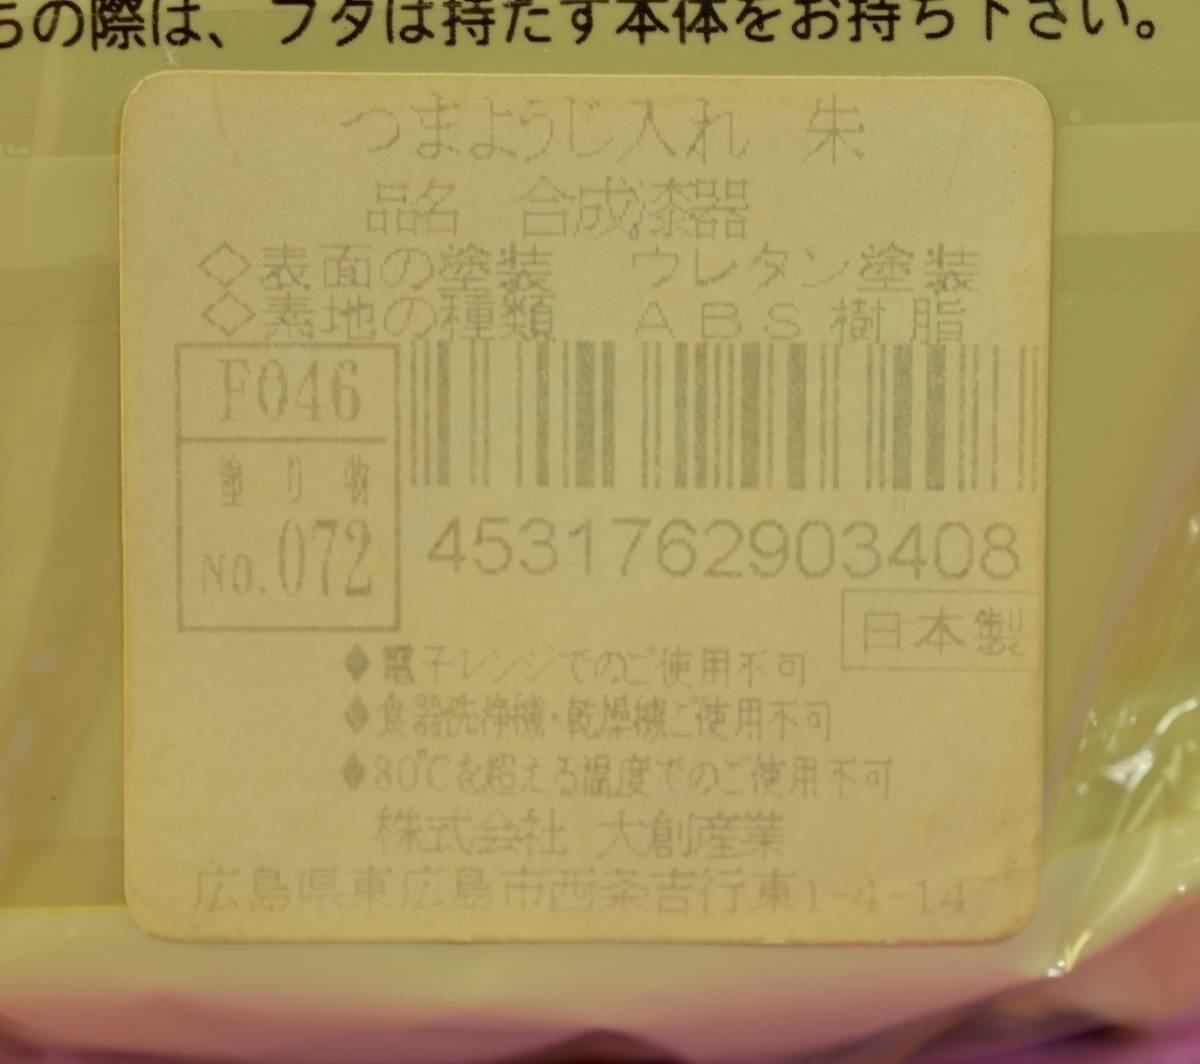 ちの際は、フタは持たず本体をお持ち下さい。
つまようじ入れ 朱
品名 合成漆器
◇表面の塗装 ウレタン塗装
◇素地の種類 ABS樹脂
F046
塗り物
NO.072
4531762903408
日本製
◆電子レンジでのご使用不可
◆食器洗浄機・乾燥機ご使用不可
◆80℃を超える温度でのご使用不可
株式会社 大創産業
広島県東広島市西条吉行東1-4-14